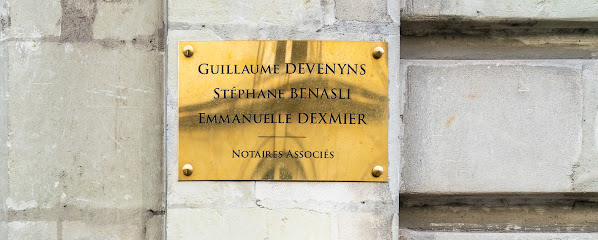 Guillaume DEVENYNS
Stéphane BENASLI
Emmanuelle DEXMIER
Notaires Associés